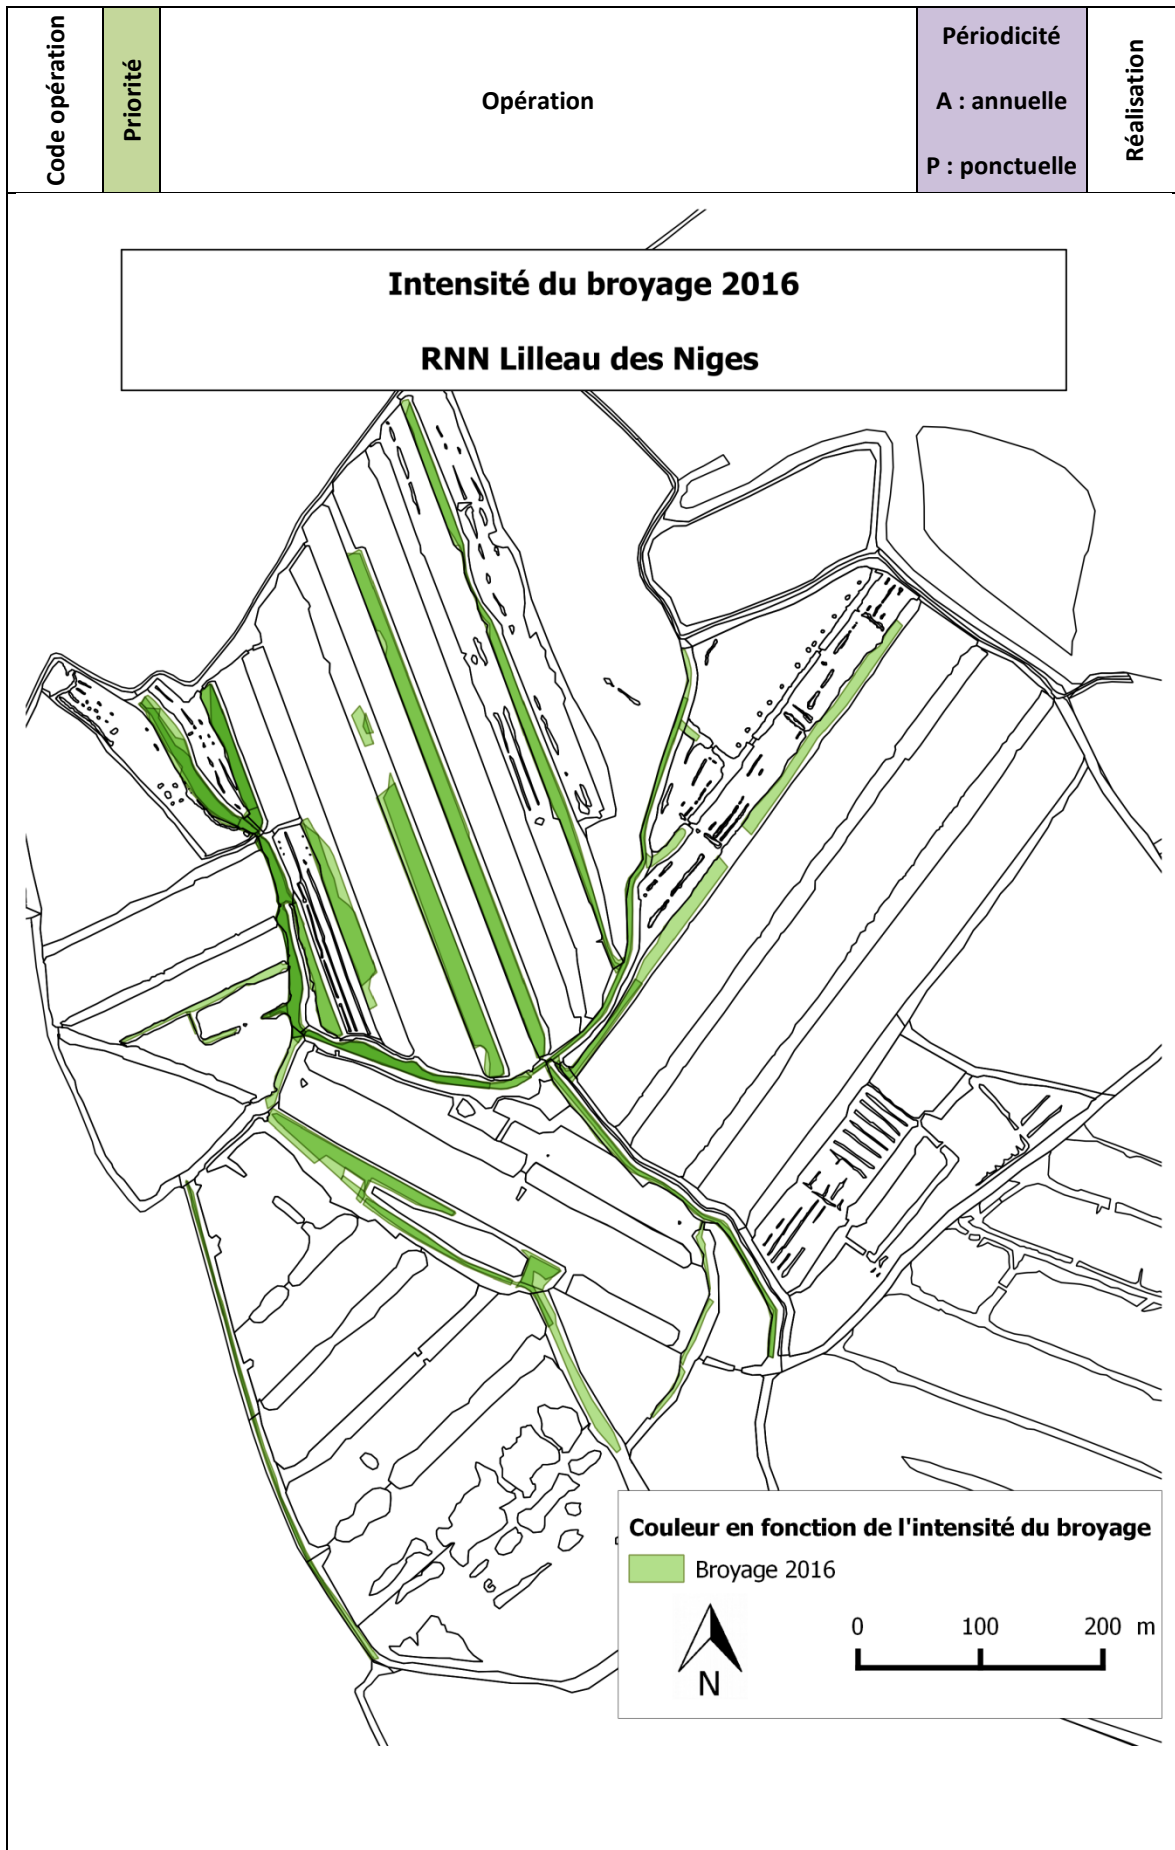 Code opération
Priorité
Opération
Périodicité
A : annuelle
P : ponctuelle
Réalisation
Intensité du broyage 2016
RNN Lilleau des Niges
Couleur en fonction de l'intensité du broyage
Broyage 2016
N
0 100 200 m